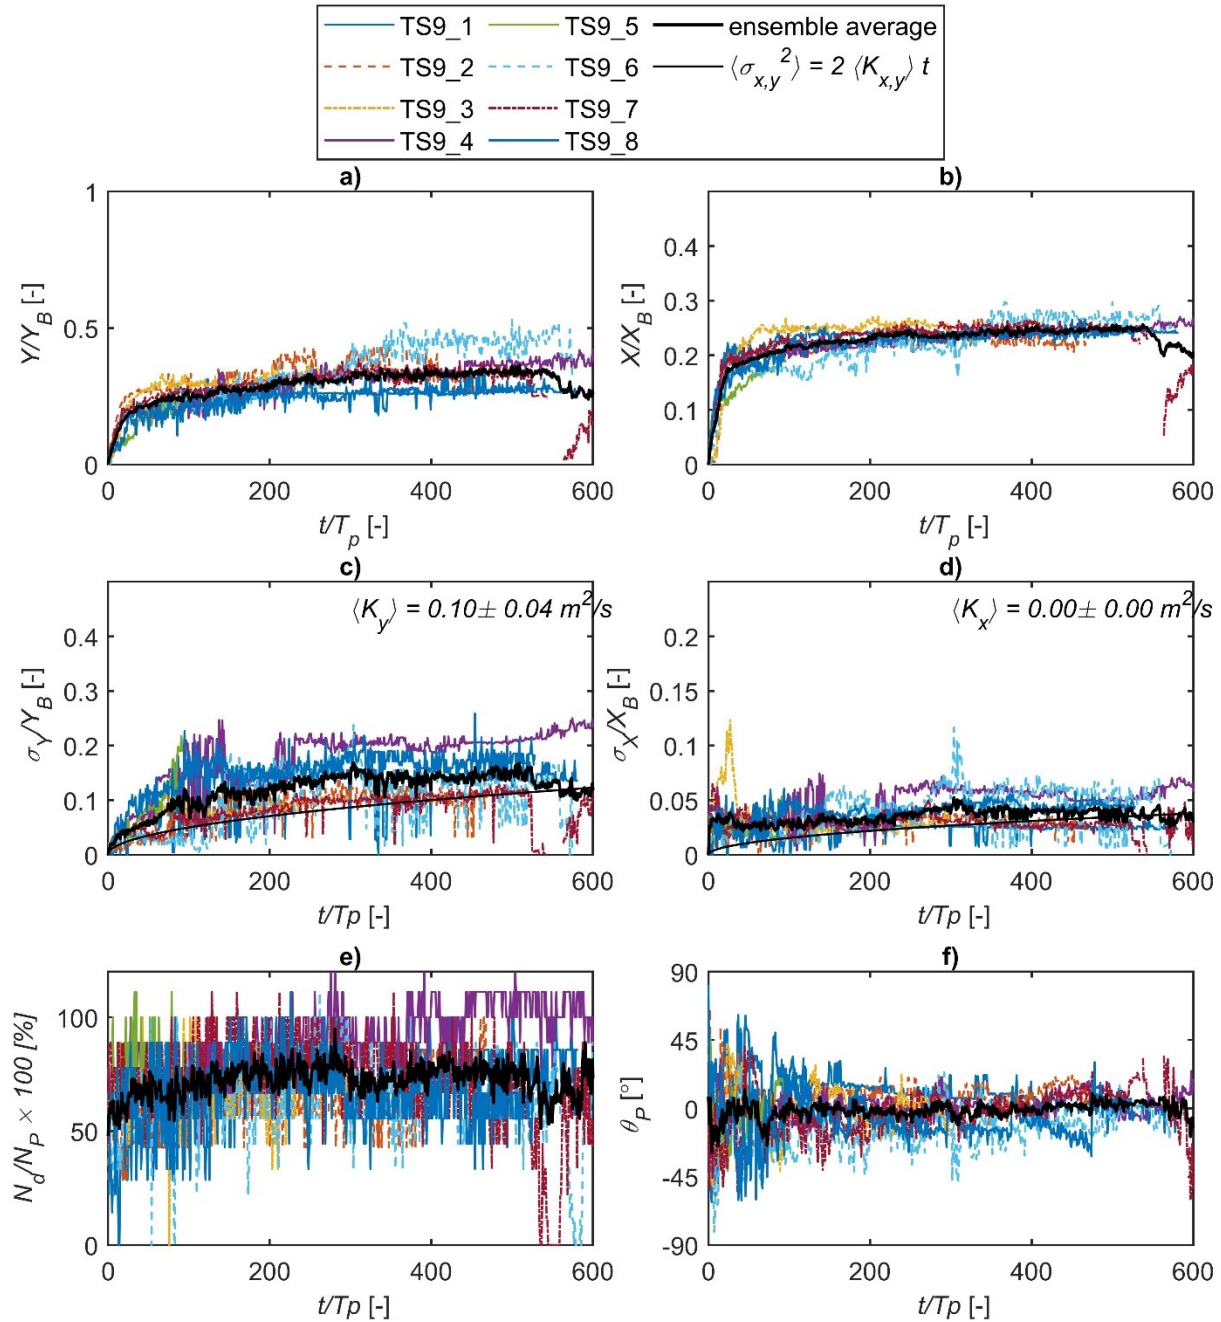 TS9_1 TS9_5 ensemble average
TS9_2 TS9_6 ⟨σx,y²⟩ = 2 ⟨Kx,y⟩ t
TS9_3 TS9_7
TS9_4 TS9_8
a) b)
1
0.5
0
Y/YB [-]
0 200 400 600
t/Tp [-]
0.4
0.3
0.2
0.1
0
X/XB [-]
0 200 400 600
t/Tp [-]
c) d)
⟨Ky⟩ = 0.10± 0.04 m²/s
0.4
0.3
0.2
0.1
0
σY/YB [-]
0 200 400 600
t/Tp [-]
⟨Kx⟩ = 0.00± 0.00 m²/s
0.2
0.15
0.1
0.05
0
σX/XB [-]
0 200 400 600
t/Tp [-]
e) f)
100
50
0
Nd/NP × 100 [%]
0 200 400 600
t/Tp [-]
90
45
0
-45
-90
θP [°]
0 200 400 600
t/Tp [-]